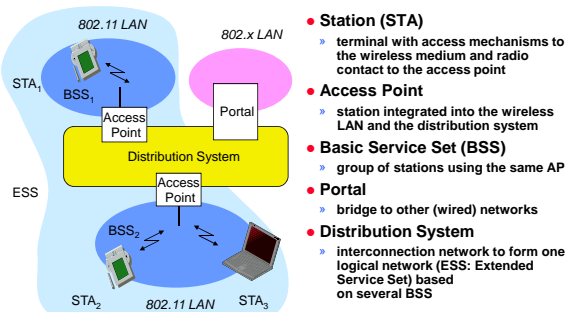 802.11 LAN
802.x LAN
STA1
BSS1
Access
Point
Portal
Distribution System
Access
Point
ESS
BSS2
STA2
802.11 LAN
STA3
● Station (STA)
» terminal with access mechanisms to
the wireless medium and radio
contact to the access point
● Access Point
» station integrated into the wireless
LAN and the distribution system
● Basic Service Set (BSS)
» group of stations using the same AP
● Portal
» bridge to other (wired) networks
● Distribution System
» interconnection network to form one
logical network (ESS: Extended
Service Set) based
on several BSS